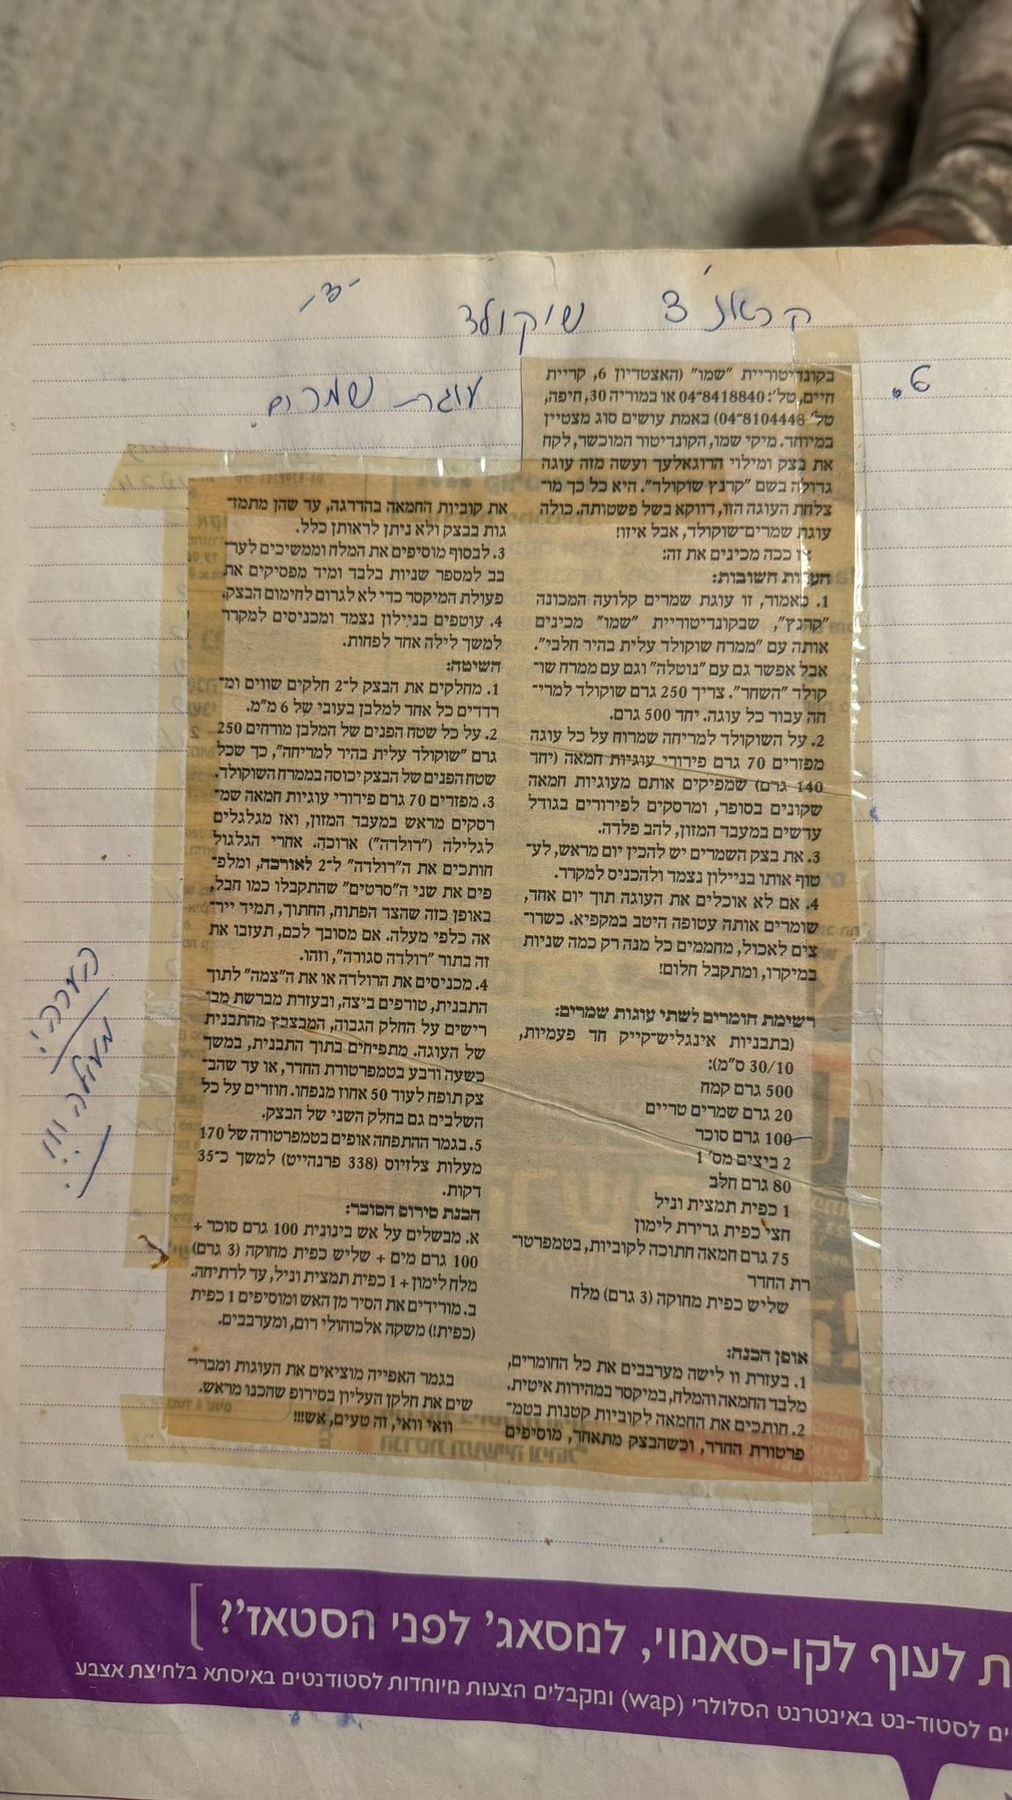 קראנ'צ שיקולד
עוגת שמרים.
6.
בקונדיטוריית "שמו" (האצטדיון 6, קריית
חיים, טל': 04-8418840 או במוריה 30, חיפה,
טל' 04-8104448) באמת עושים סוג מצטיין
במיוחד. מיקי שמו, הקונדיטור המוכשר, לקח
את בצק ומילוי הרוגאלעך ועשה מזה עוגה
גדולה בשם "קרנץ שוקולד". היא כל כך מו־
צלחת העוגה הזו, דווקא בשל פשטותה. כולה
עוגת שמרים־שוקולד, אבל איזו!
אז ככה מכינים את זה:
הערות חשובות:
1. כאמור, זו עוגת שמרים קלועה המכונה
"קרנץ", שבקונדיטוריית "שמו" מכינים
אותה עם "ממרח שוקולד עלית בהיר חלבי".
אבל אפשר גם עם "נוטלה" וגם עם ממרח שו־
קולד "השחר". צריך 250 גרם שוקולד למרי־
חה עבור כל עוגה. יחד 500 גרם.
2. על השוקולד למריחה שמרוח על כל עוגה
מפזרים 70 גרם פירורי עוגיות חמאה (יחד
140 גרם) שמפיקים אותם מעוגיות חמאה
שקונים בסופר, ומרסקים לפירורים בגודל
עדשים במעבד המזון, להב פלדה.
3. את בצק השמרים יש להכין יום מראש, לע־
טוף אותו בניילון נצמד ולהכניס למקרר.
4. אם לא אוכלים את העוגה תוך יום אחד,
שומרים אותה עטופה היטב במקפיא. כשרו־
צים לאכול, מחממים כל מנה רק כמה שניות
במיקרו, ומתקבל חלום!
רשימת חומרים לשתי עוגות שמרים:
(בתבניות אינגליש־קייק חד פעמיות,
30/10 ס"מ):
500 גרם קמח
20 גרם שמרים טריים
100 גרם סוכר
2 ביצים מס' 1
80 גרם חלב
1 כפית תמצית וניל
חצי כפית גרירת לימון
75 גרם חמאה חתוכה לקוביות, בטמפרטו־
רת החדר
שליש כפית מחוקה (3 גרם) מלח
אופן הכנה:
1. בעזרת וו לישה מערבבים את כל החומרים,
מלבד החמאה והמלח, במיקסר במהירות איטית.
2. חותכים את החמאה לקוביות קטנות בטמ־
פרטורת החדר, וכשהבצק מתאחד, מוסיפים
את קוביות החמאה בהדרגה, עד שהן מתמז־
גות בבצק ולא ניתן לראותן כלל.
3. לבסוף מוסיפים את המלח וממשיכים לער־
בב למספר שניות בלבד ומיד מפסיקים את
פעולת המיקסר כדי לא לגרום לחימום הבצק.
4. עוטפים בניילון נצמד ומכניסים למקרר
למשך לילה אחד לפחות.
השיטה:
1. מחלקים את הבצק ל־2 חלקים שווים ומ־
רדדים כל אחד למלבן בעובי של 6 מ"מ.
2. על כל שטח הפנים של המלבן מורחים 250
גרם "שוקולד עלית בהיר למריחה", כך שכל
שטח הפנים של הבצק יכוסה בממרח השוקולד.
3. מפזרים 70 גרם פירורי עוגיות חמאה שמ־
רסקים מראש במעבד המזון, ואז מגלגלים
לגלילה ("רולדה") ארוכה. אחרי הגלגול
חותכים את ה"רולדה" ל־2 לאורכה, ומלפ־
פים את שני ה"סרטים" שהתקבלו כמו חבל,
באופן כזה שהצד הפתוח, החתוך, תמיד ייר־
אה כלפי מעלה. אם מסובך לכם, תעזבו את
זה בתור "רולדה סגורה", וזהו.
4. מכניסים את הרולדה או את ה"צמה" לתוך
התבנית, טורפים ביצה, ובעזרת מברשת מב־
רישים על החלק הגבוה, המבצבץ מהתבנית
של העוגה. מתפיחים בתוך התבנית, במשך
כשעה ורבע בטמפרטורת החדר, או עד שהב־
צק תופח לעוד 50 אחוז מנפחו. חוזרים על כל
השלבים גם בחלק השני של הבצק.
5. בגמר ההתפחה אופים בטמפרטורה של 170
מעלות צלזיוס (338 פרנהייט) למשך כ־35
דקות.
הכנת סירופ הסוכר:
א. מבשלים על אש בינונית 100 גרם סוכר +
100 גרם מים + שליש כפית מחוקה (3 גרם)
מלח לימון + 1 כפית תמצית וניל, עד לרתיחה.
ב. מורידים את הסיר מן האש ומוסיפים 1 כפית
(כפית!) משקה אלכוהולי רום, ומערבבים.
בגמר האפייה מוציאים את העוגות ומברי־
שים את חלקן העליון בסירופ שהכנו מראש.
וואי וואי, זה טעים, אש!!!
מעולה!!!
ת לעוף לקו-סאמוי, למסאג' לפני הסטאז'?]
ים לסטוד-נט באינטרנט הסלולרי (wap) ומקבלים הצעות מיוחדות לסטודנטים באיסתא בלחיצת אצבע